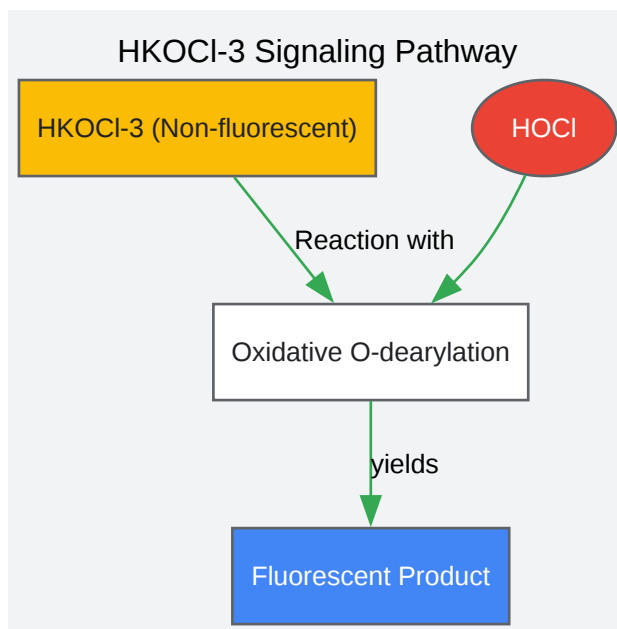 HKOCl-3 Signaling Pathway
HKOCl-3 (Non-fluorescent)
HOCl
Reaction with
Oxidative O-dearylation
yields
Fluorescent Product